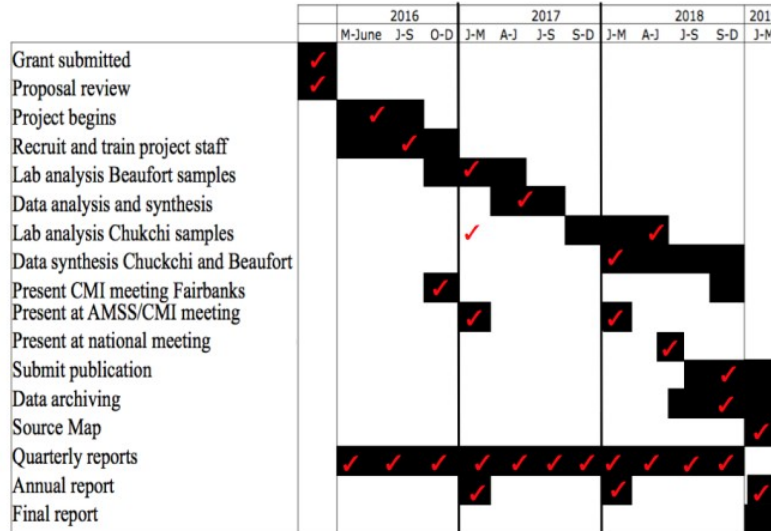 2016 2017 2018 201
M-June J-S O-D J-M A-J J-S S-D J-M A-J J-S S-D J-M
Grant submitted
Proposal review
Project begins
Recruit and train project staff
Lab analysis Beaufort samples
Data analysis and synthesis
Lab analysis Chukchi samples
Data synthesis Chuckchi and Beaufort
Present CMI meeting Fairbanks
Present at AMSS/CMI meeting
Present at national meeting
Submit publication
Data archiving
Source Map
Quarterly reports
Annual report
Final report